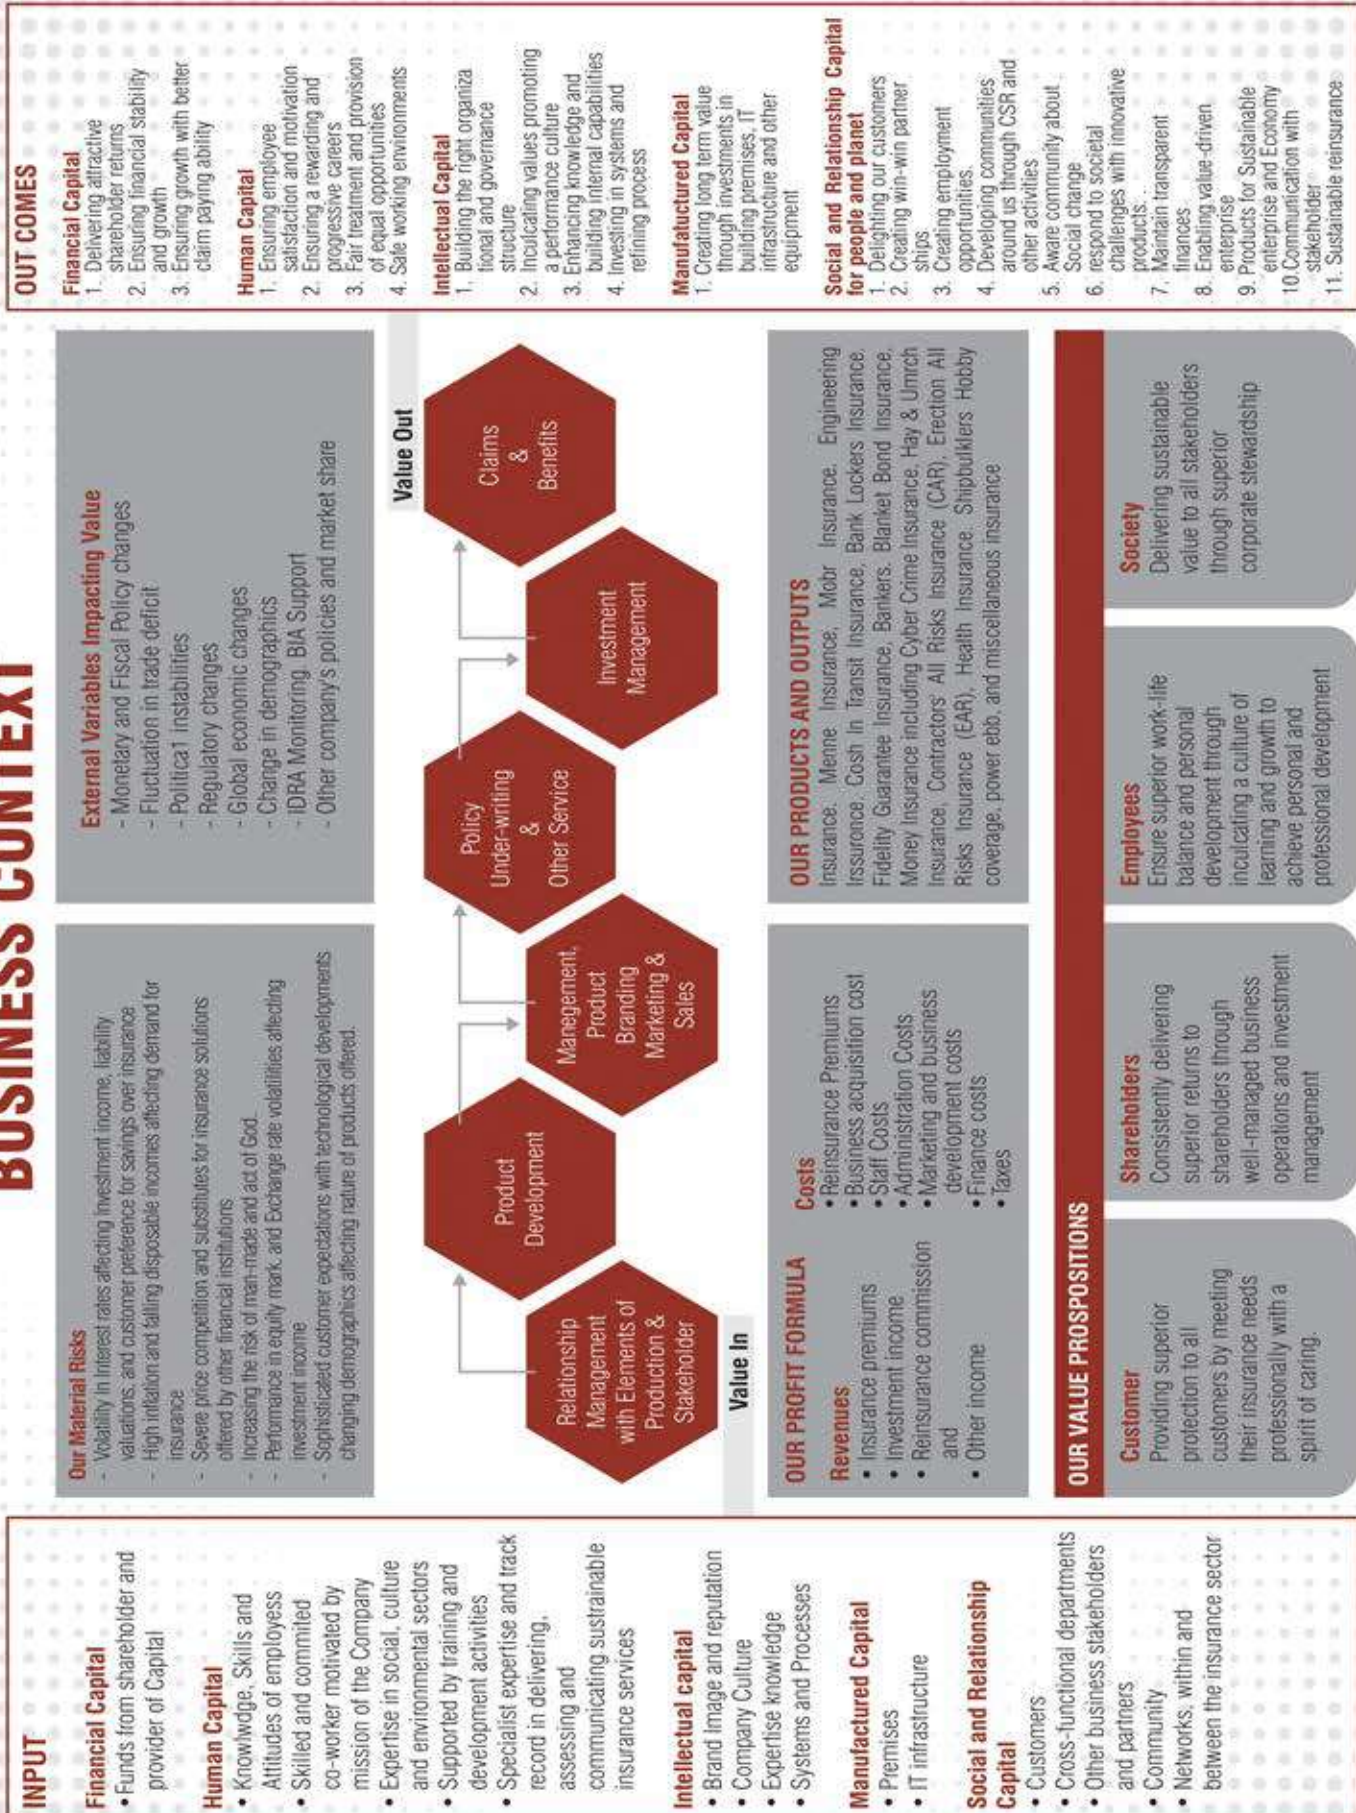 BUSINESS CONTEXT
INPUT
Financial Capital
• Funds from shareholder and
provider of Capital
Human Capital
• Knowledge, Skills and
Attitudes of employess
• Skilled and commited
co-worker motivated by
mission of the Company
• Expertise in social, culture
and environmental sectors
• Supported by training and
development activities
• Specialist expertise and track
record in delivering,
assessing and
communicating sustrainable
insurance services
Intellectual capital
• Brand Image and reputation
• Company Culture
• Expertise knowledge
• Systems and Processes
Manufactured Capital
• Premises
• IT infrastructure
Social and Relationship
Capital
• Customers
• Cross-functional departments
• Other business stakeholders
and partners
• Community
• Networks, within and
between the insurance sector
Our Material Risks
- Volatility In Interest rates affecting investment income, liability
valuations, and customer preference for savings over insurance
- High inflation and falling disposable incomes affecting demand for
insurance
- Severe price competition and substitutes for insurance solutions
offered by other financial institutions
- Increasing the risk of man-made and act of God.
- Performance in equity mark. and Exchange rate volatilities affecting
investment income
- Sophisticated customer expectations with technological developments
changing demographics affecting nature of products offered.
External Variables Impacting Value
- Monetary and Fiscal Policy changes
- Fluctuation in trade deficit
- Politica1 instabilities
- Regulatory changes
- Global economic changes
- Change in demographics
- IDRA Monitoring. BIA Support
- Other company's policies and market share
Value In
Relationship
Management
with Elements of
Production &
Stakeholder
Product
Development
Manegement,
Product
Branding
Marketing &
Sales
Policy
Under-writing
&
Other Service
Investment
Management
Claims
&
Benefits
Value Out
OUR PROFIT FORMULA
Revenues
• Insurance premiums
• Investment income
• Reinsurance commission
and
• Other income
Costs
• Reinsurance Premiums
• Business acquisition cost
• Staff Costs
• Administration Costs
• Marketing and business
development costs
• Finance costs
• Taxes
OUR PRODUCTS AND OUTPUTS
Insurance. Menne Insurance, Mobr Insurance. Engineering
Irssuronce. Cosh In Transit Insurance, Bank Lockers Insurance.
Fidelity Guarantee Insurance, Bankers. Blanket Bond Insurance,
Money Insurance including Cyber Crime Insurance, Hay & Umrch
Insurance, Contractors' All Risks Insurance (CAR), Erection All
Risks Insurance (EAR), Health Insurance. Shipbulklers Hobby
coverage, power ebb, and miscellaneous insurance
OUR VALUE PROSPOSITIONS
Customer
Providing superior
protection to all
customers by meeting
their insurance needs
professionally with a
spirit of caring.
Shareholders
Consistently delivering
superior returns to
shareholders through
well-managed business
operations and investment
management
Employees
Ensure superior work-life
balance and personal
development through
inculcating a culture of
learning and growth to
achieve personal and
professional development
Society
Delivering sustainable
value to all stakeholders
through superior
corporate stewardship
OUT COMES
Financial Capital
1. Delivering attractive
shareholder returns
2. Ensuring financial stability
and growth
3. Ensuring growth with better
claim paying ability
Human Capital
1. Ensuring employee
satisfaction and motivation
2. Ensuring a rewarding and
progressive careers
3. Fair treatment and provision
of equal opportunities
4. Safe working environments
Intellectual Capital
1. Building the right organiza
tional and governance
structure
2. Inculcating values promoting
a performance culture
3. Enhancing knowledge and
building internal capabilities
4. Investing in systems and
refining process
Manufatuctured Capital
1. Creating long term value
through investments in
building premises, IT
infrastructure and other
equipment
Social and Relationship Capital
for people and planet
1. Delighting our customers
2. Creating win-win partner
ships
3. Creating employment
opportunities.
4. Developing communities
around us through CSR and
other activities
5. Aware community about
Social change
6. respond to societal
challenges with innovative
products.
7. Maintain transparent
finances
8. Enabling value-driven
enterprise
9. Products for Sustainable
enterprise and Economy
10.Communication with
stakeholder
11. Sustainable reinsurance